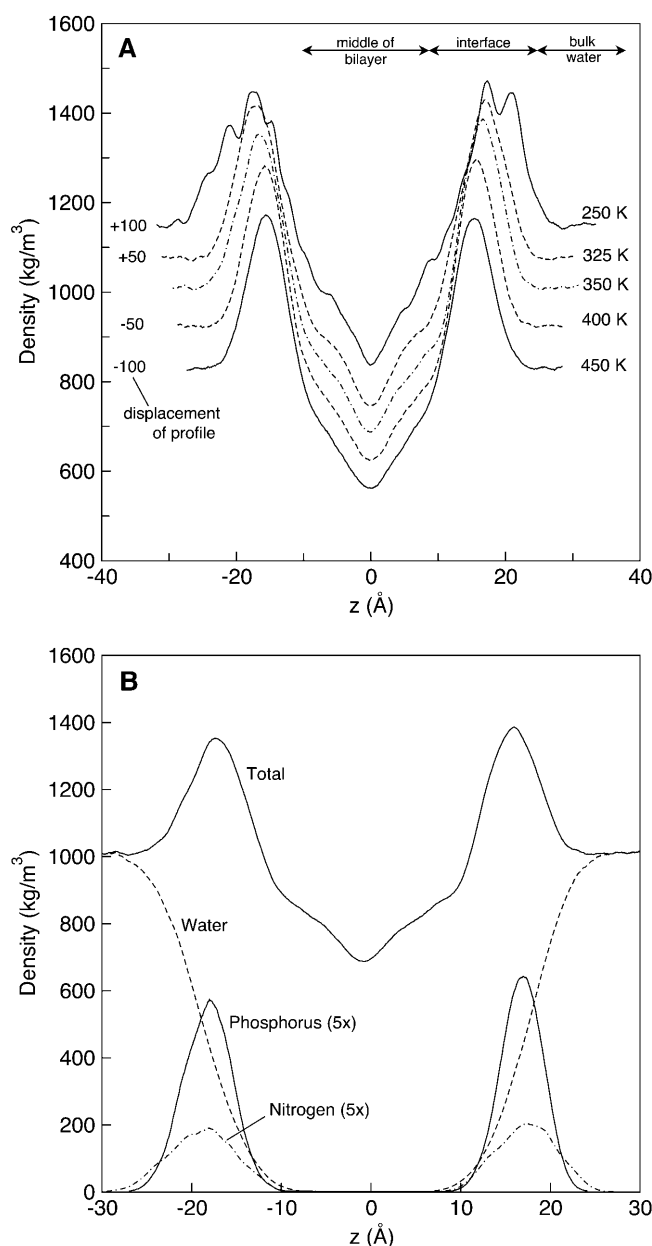 A
middle of
bilayer
interface
bulk
water
1600
1400
1200
1000
800
600
400
Density (kg/m³)
+100
+50
-50
-100
displacement
of profile
250 K
325 K
350 K
400 K
450 K
-40
-20
0
20
40
z (Å)
B
1600
1400
1200
1000
800
600
400
200
0
Density (kg/m³)
Total
Water
Phosphorus (5x)
Nitrogen (5x)
-30
-20
-10
0
10
20
30
z (Å)